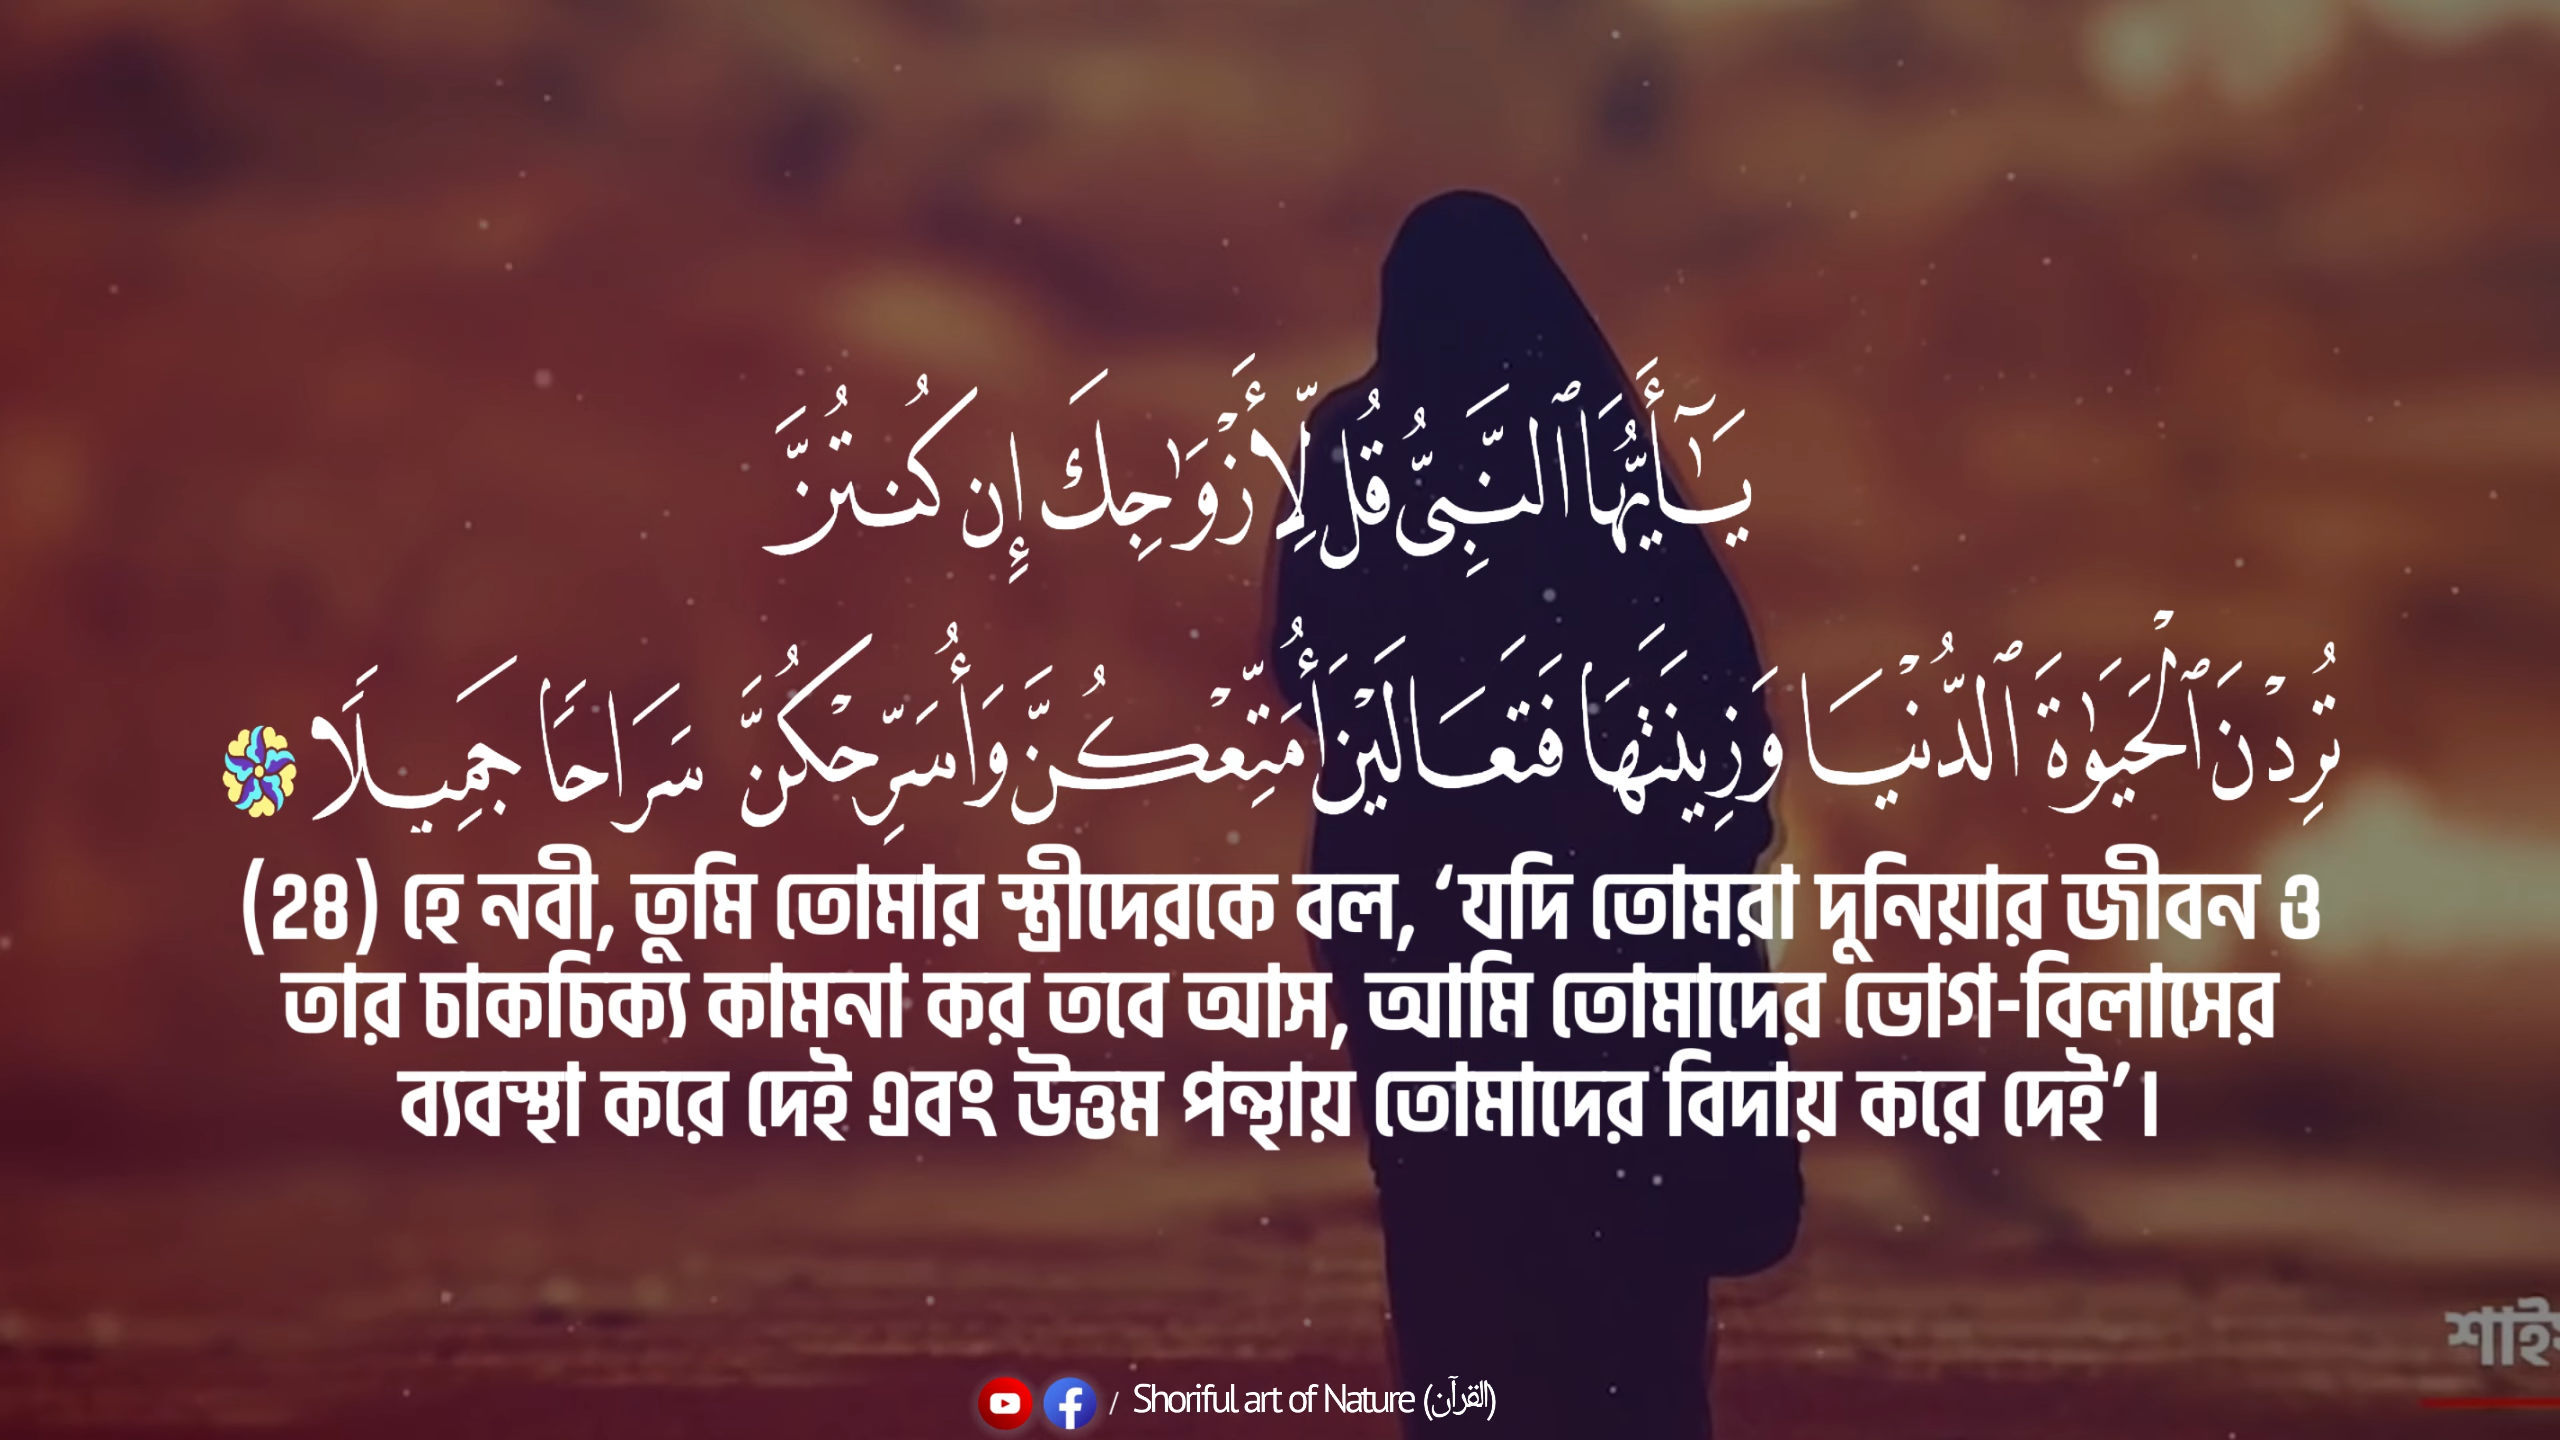 يَـٰٓأَيُّهَا ٱلنَّبِىُّ قُل لِّأَزْوَٰجِكَ إِن كُنتُنَّ
تُرِدْنَ ٱلْحَيَوٰةَ ٱلدُّنْيَا وَزِينَتَهَا فَتَعَالَيْنَ أُمَتِّعْكُنَّ وَأُسَرِّحْكُنَّ سَرَاحًا جَمِيلًا
(28) হে নবী, তুমি তোমার স্ত্রীদেরকে বল, ‘যদি তোমরা দুনিয়ার জীবন ও
তার চাকচিক্য কামনা কর তবে আস, আমি তোমাদের ভোগ-বিলাসের
ব্যবস্থা করে দেই এবং উত্তম পন্থায় তোমাদের বিদায় করে দেই’।
/ Shoriful art of Nature (القرآن)